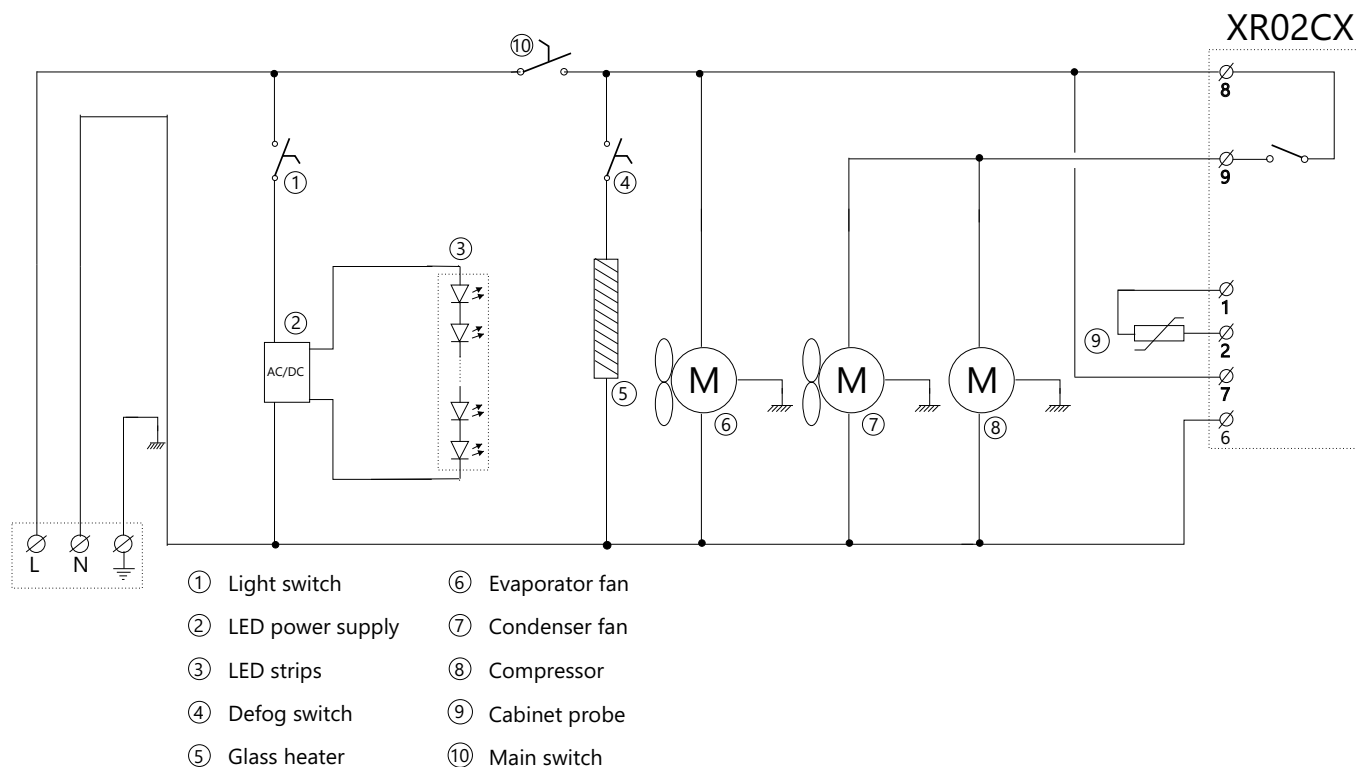 XR02CX
⑩
8
① ④ 9
③
1
② ⑨ 2
AC/DC M M M 7
⑤ ⑥ ⑦ ⑧ 6
L N
① Light switch ⑥ Evaporator fan
② LED power supply ⑦ Condenser fan
③ LED strips ⑧ Compressor
④ Defog switch ⑨ Cabinet probe
⑤ Glass heater ⑩ Main switch